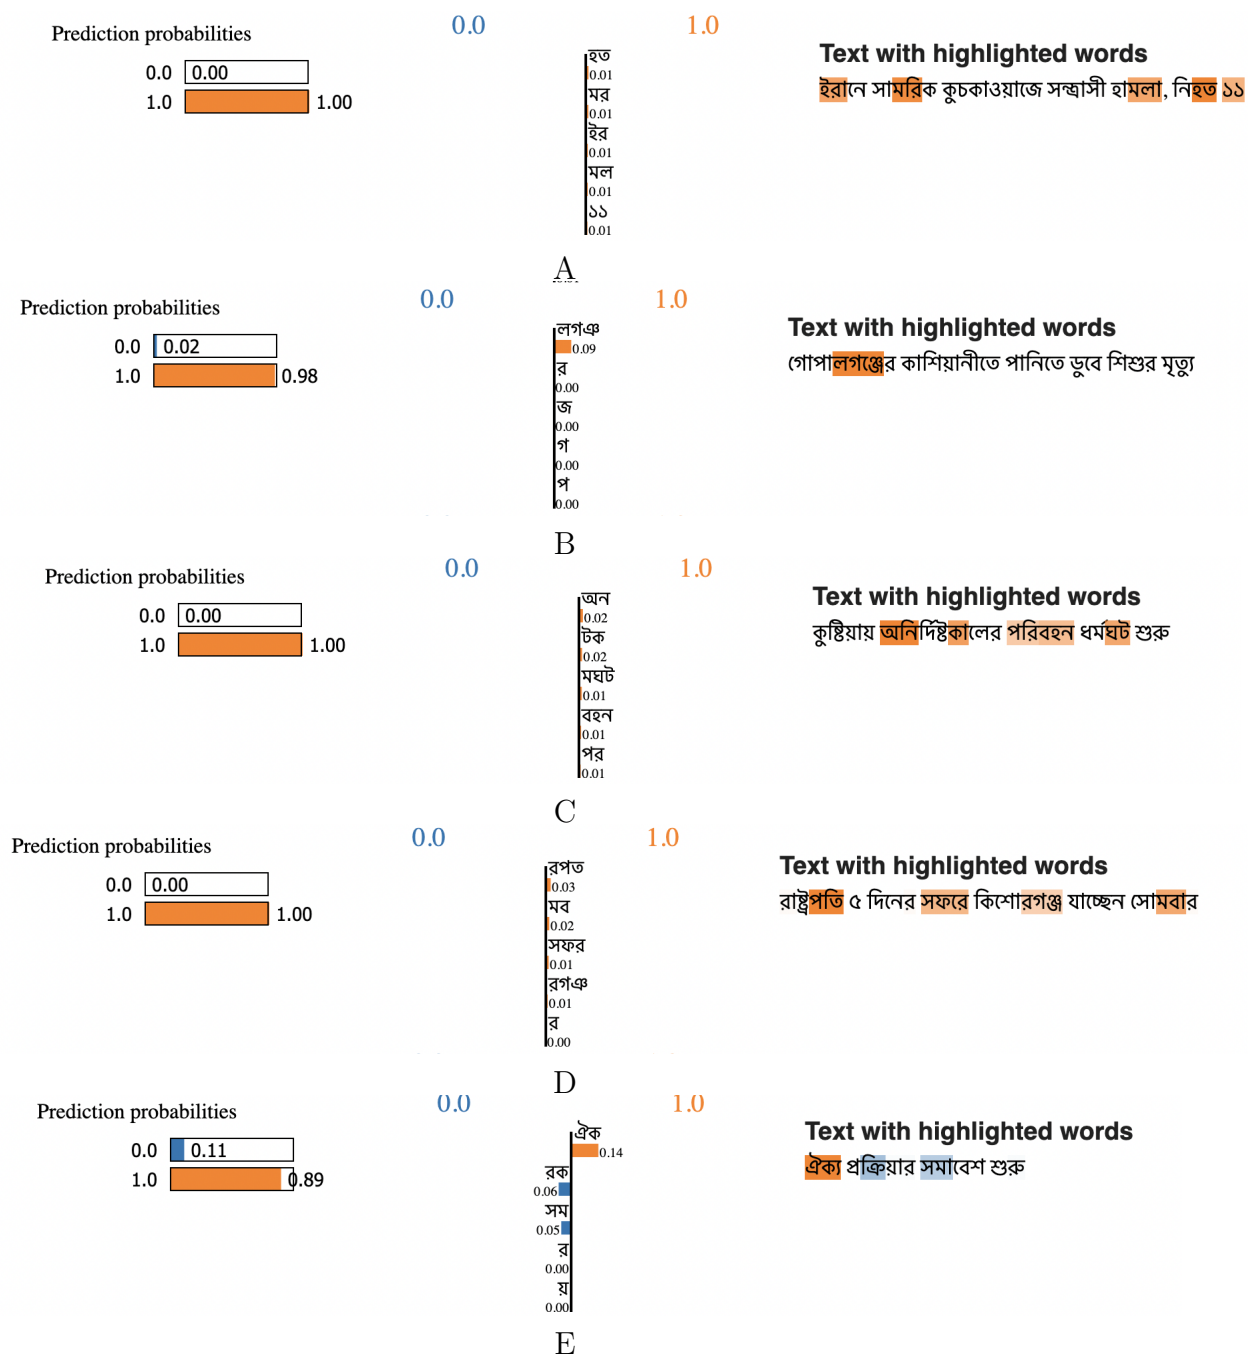 Prediction probabilities
0.0 0.00
1.0 1.00
0.0 1.0
হত
0.01
মর
0.01
ইর
0.01
মল
0.01
১১
0.01
Text with highlighted words
ইরানে সামরিক কুচকাওয়াজে সন্ত্রাসী হামলা, নিহত ১১
A
Prediction probabilities
0.0 0.02
1.0 0.98
0.0 1.0
লগঞ
0.09
র
0.00
জ
0.00
গ
0.00
প
0.00
Text with highlighted words
গোপালগঞ্জের কাশিয়ানীতে পানিতে ডুবে শিশুর মৃত্যু
B
Prediction probabilities
0.0 0.00
1.0 1.00
0.0 1.0
অন
0.02
টক
0.02
মঘট
0.01
বহন
0.01
পর
0.01
Text with highlighted words
কুষ্টিয়ায় অনির্দিষ্টকালের পরিবহন ধর্মঘট শুরু
C
Prediction probabilities
0.0 0.00
1.0 1.00
0.0 1.0
রপত
0.03
মব
0.02
সফর
0.01
রগঞ
0.01
র
0.00
Text with highlighted words
রাষ্ট্রপতি ৫ দিনের সফরে কিশোরগঞ্জ যাচ্ছেন সোমবার
D
Prediction probabilities
0.0 0.11
1.0 0.89
0.0 1.0
ঐক
0.14
রক
0.06
সম
0.05
র
0.00
য়
0.00
Text with highlighted words
ঐক্য প্রক্রিয়ার সমাবেশ শুরু
E